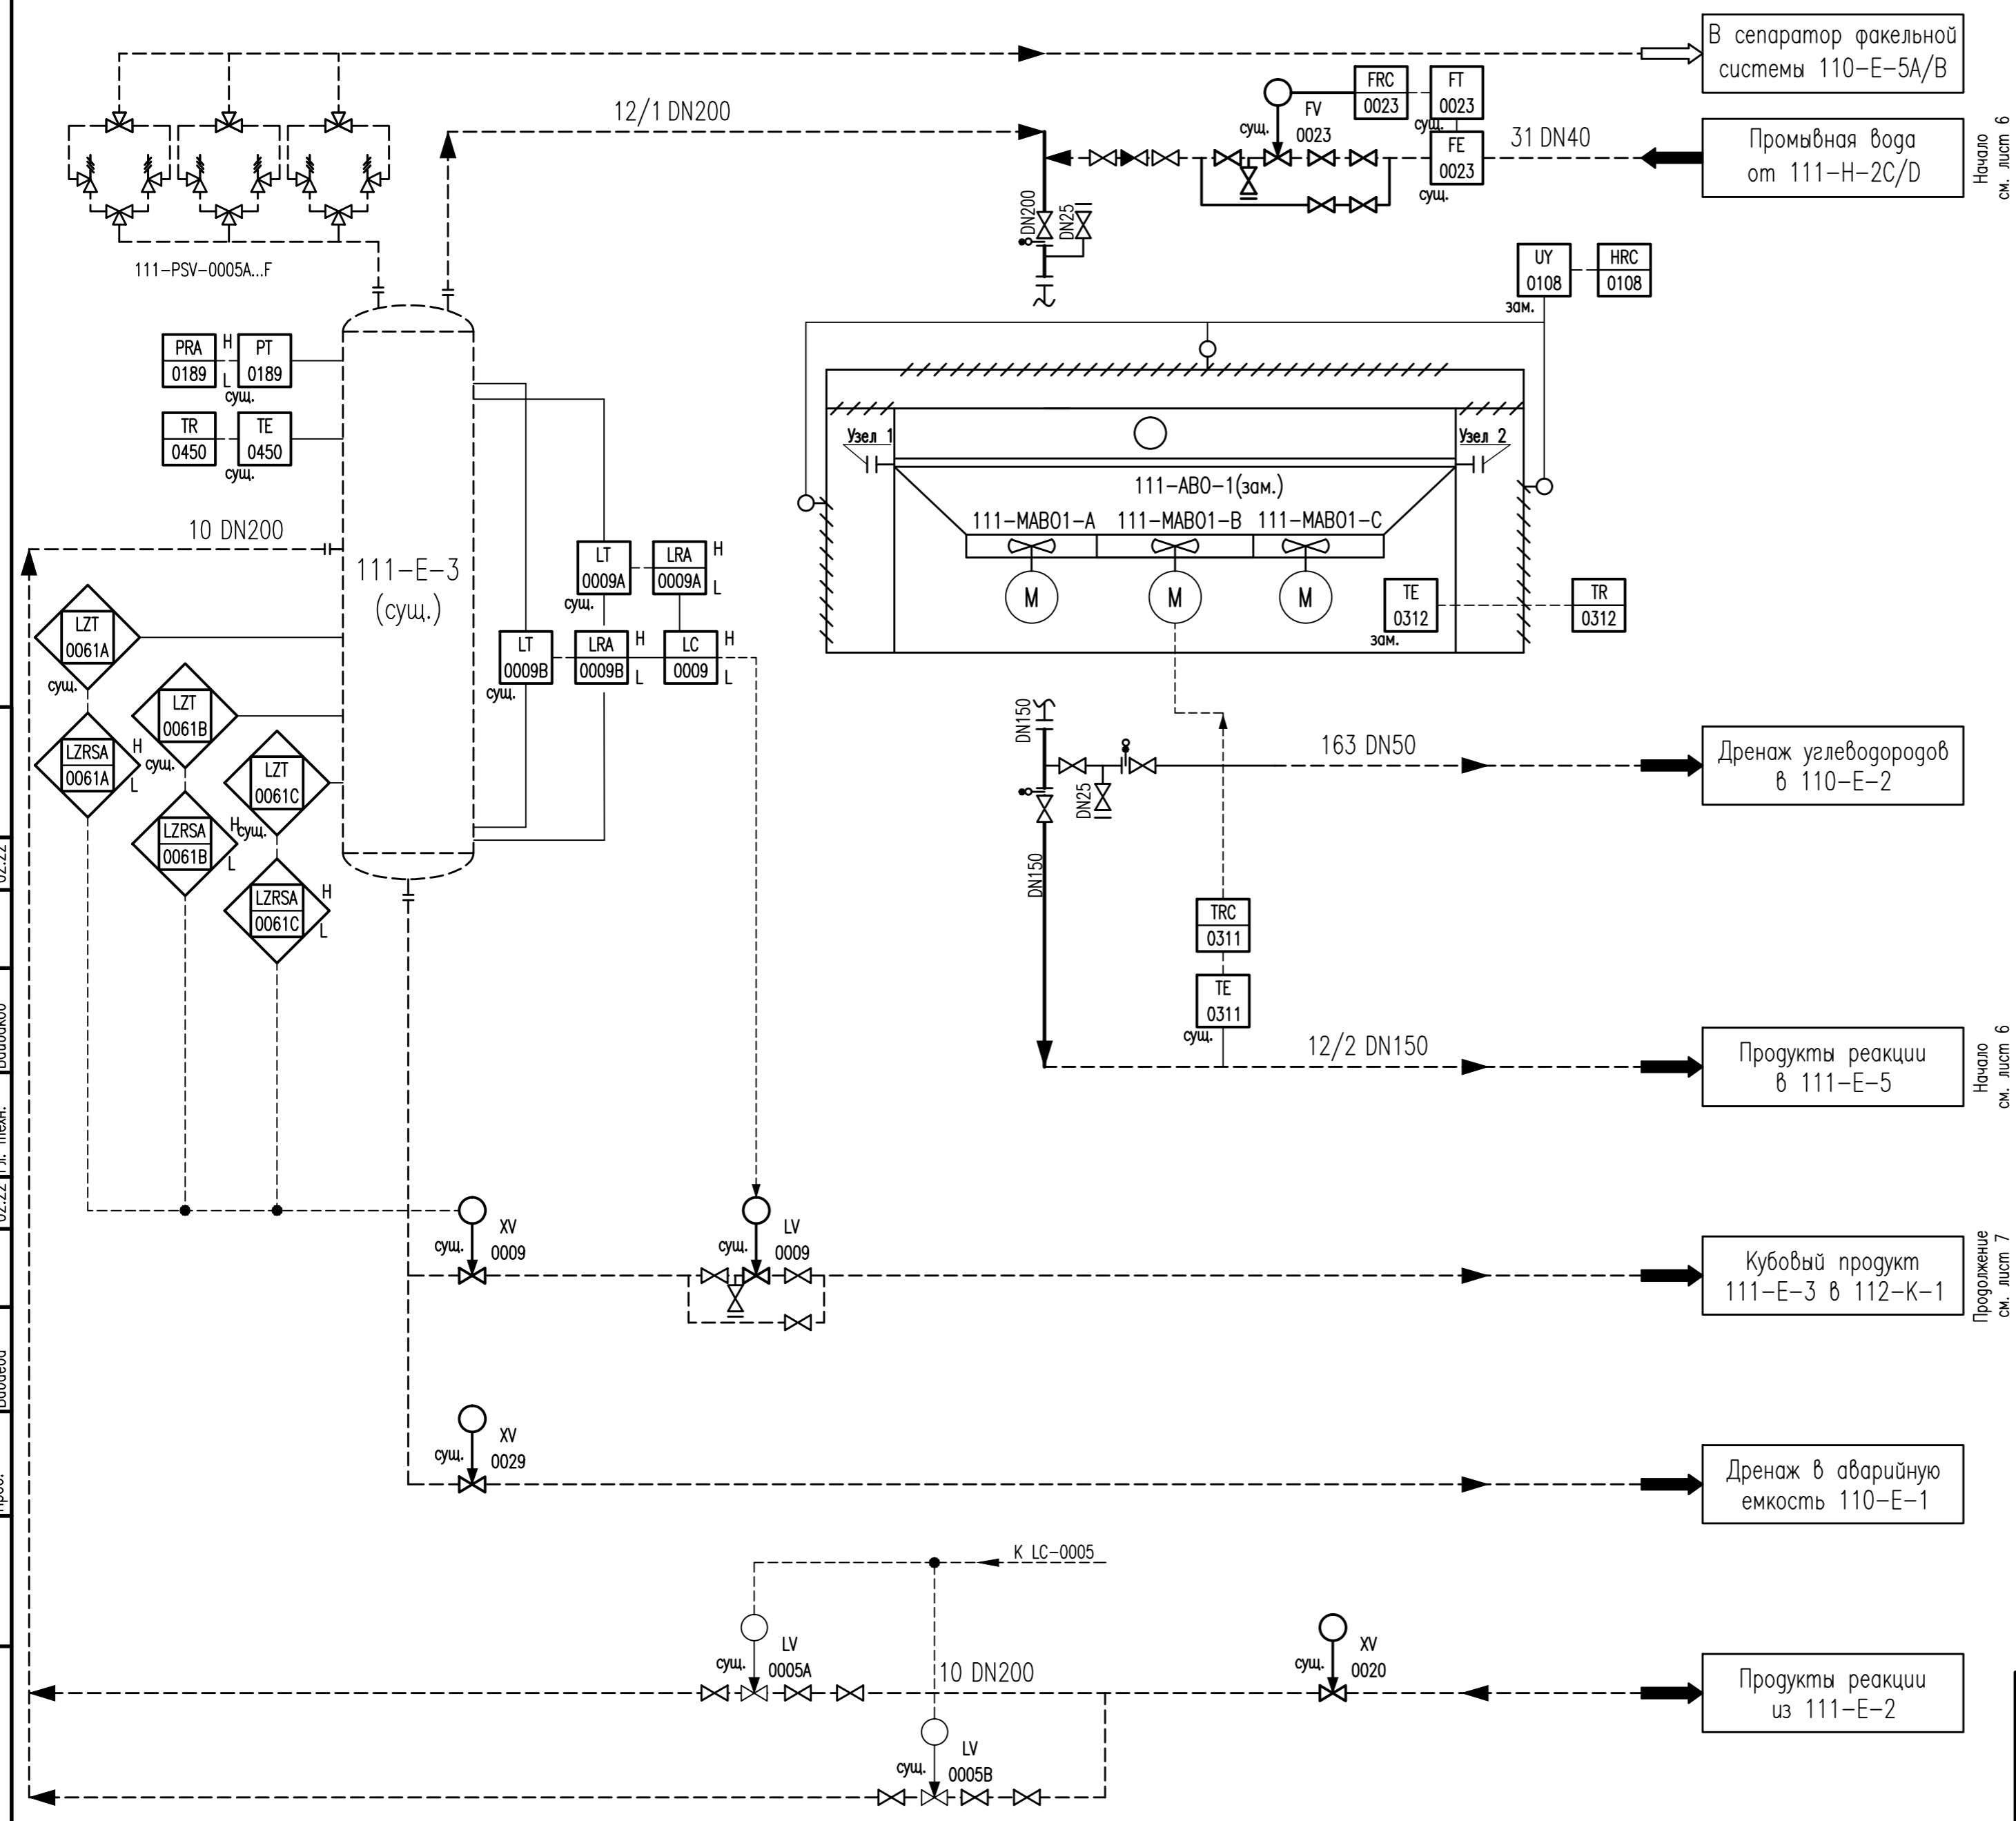 В сепаратор факельной
системы 110-Е-5А/В
12/1 DN200
FRC
0023
FT
0023
FV
0023
сущ.
сущ.
FE
0023
сущ.
31 DN40
Промывная вода
от 111-Н-2С/D
Начало
см. лист 6
DN200
DN25
111-PSV-0005A...F
UY
0108
зам.
HRC
0108
PRA
0189
H
L
PT
0189
сущ.
TR
0450
TE
0450
сущ.
Узел 1
Узел 2
111-АВО-1(зам.)
111-МАВО1-А
111-МАВО1-В
111-МАВО1-С
M
M
M
TE
0312
зам.
TR
0312
10 DN200
111-Е-3
(сущ.)
LT
0009A
сущ.
LRA
0009A
H
L
LT
0009B
сущ.
LRA
0009B
H
L
LC
0009
H
L
LZT
0061A
сущ.
LZT
0061B
сущ.
LZT
0061C
сущ.
LZRSA
0061A
H
L
LZRSA
0061B
H
L
LZRSA
0061C
H
L
DN150
163 DN50
DN25
Дренаж углеводородов
в 110-Е-2
DN150
TRC
0311
TE
0311
сущ.
12/2 DN150
Продукты реакции
в 111-Е-5
Начало
см. лист 6
XV
0009
сущ.
LV
0009
сущ.
Кубовый продукт
111-Е-3 в 112-К-1
Продолжение
см. лист 7
XV
0029
сущ.
Дренаж в аварийную
емкость 110-Е-1
К LC-0005
LV
0005A
сущ.
10 DN200
XV
0020
сущ.
Продукты реакции
из 111-Е-2
LV
0005B
сущ.